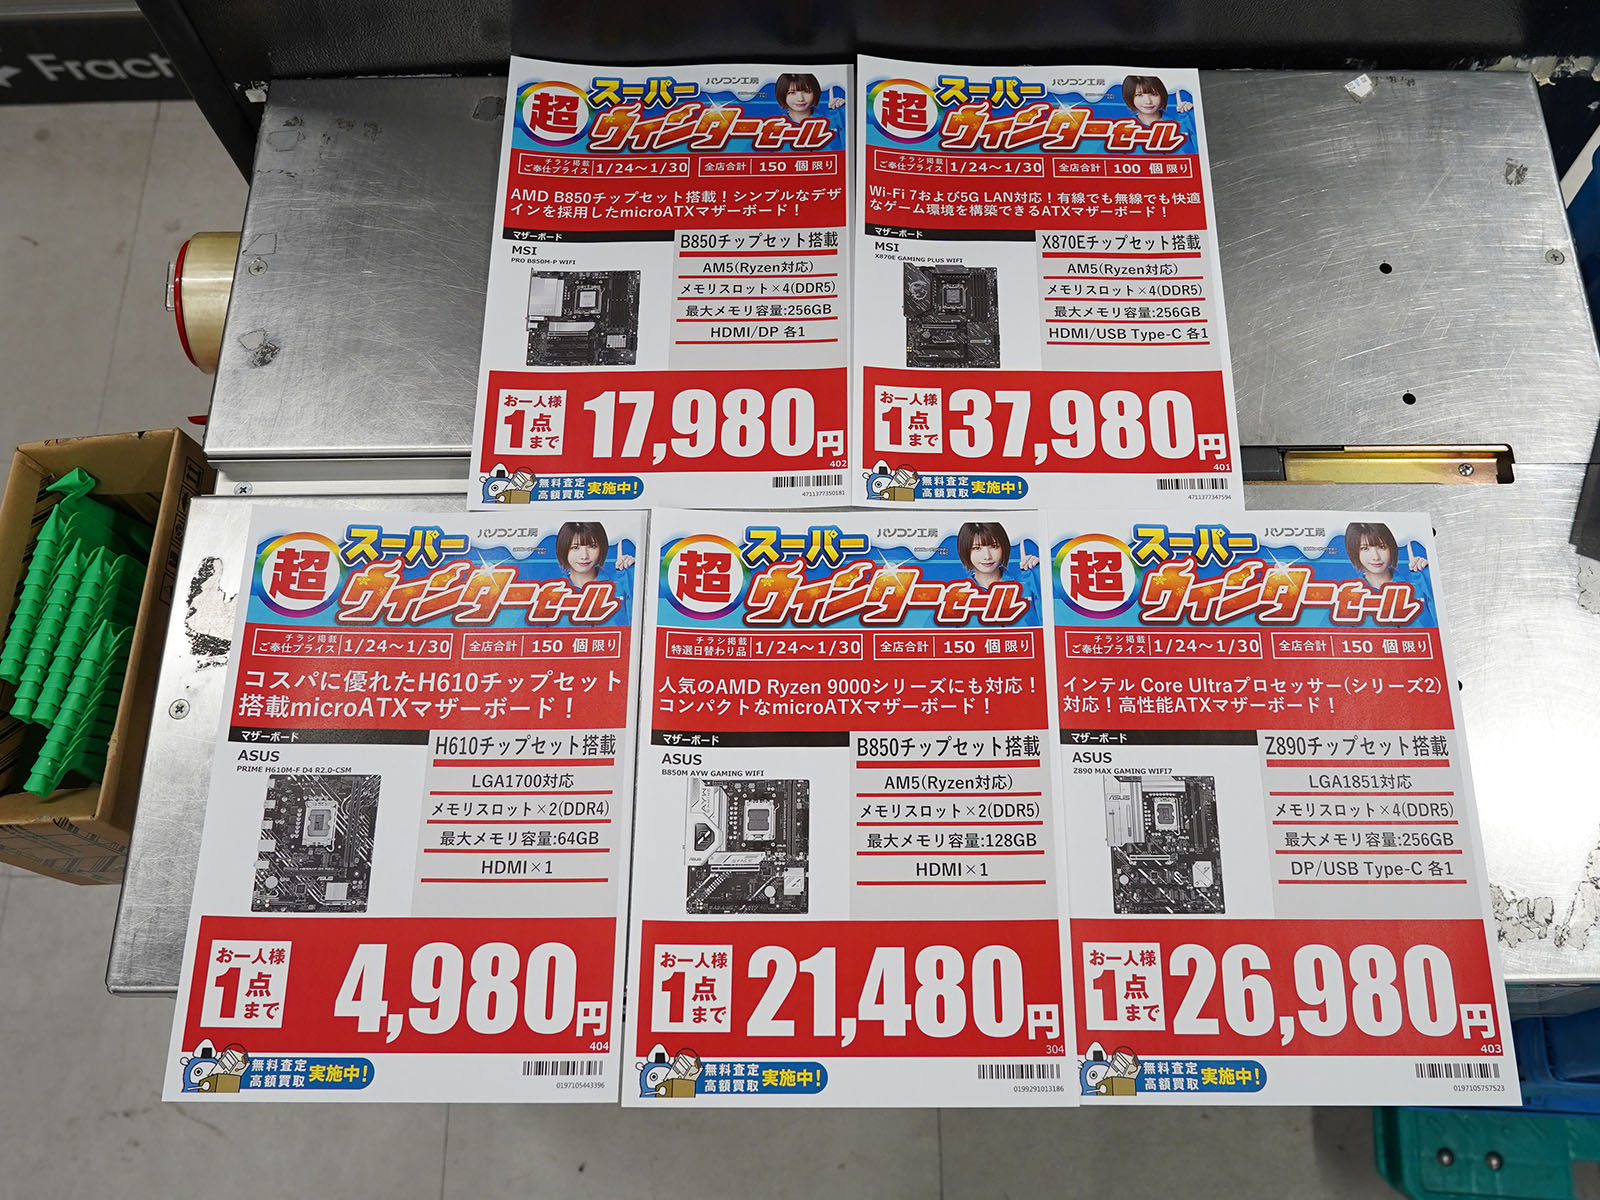 Fract
超
スーパー
ウィンターセール
パソコン工房
チラシ掲載
ご奉仕プライス
1/24～1/30
全店合計 150 個限り
AMD B850チップセット搭載！シンプルなデザ
インを採用したmicroATXマザーボード！
マザーボード
MSI
PRO B850M-P WIFI
B850チップセット搭載
AM5(Ryzen対応)
メモリスロット×4(DDR5)
最大メモリ容量:256GB
HDMI/DP 各1
お一人様
1点まで
17,980円
402
無料査定
高額買取 実施中!
4711377350181
超
スーパー
ウィンターセール
パソコン工房
チラシ掲載
ご奉仕プライス
1/24～1/30
全店合計 100 個限り
Wi-Fi 7および5G LAN対応！有線でも無線でも快適
なゲーム環境を構築できるATXマザーボード！
マザーボード
MSI
X870E GAMING PLUS WIFI
X870Eチップセット搭載
AM5(Ryzen対応)
メモリスロット×4(DDR5)
最大メモリ容量:256GB
HDMI/USB Type-C 各1
お一人様
1点まで
37,980円
401
無料査定
高額買取 実施中!
4711377347594
超
スーパー
ウィンターセール
パソコン工房
チラシ掲載
ご奉仕プライス
1/24～1/30
全店合計 150 個限り
コスパに優れたH610チップセット
搭載microATXマザーボード！
マザーボード
ASUS
PRIME H610M-F D4 R2.0-CSM
H610チップセット搭載
LGA1700対応
メモリスロット×2(DDR4)
最大メモリ容量:64GB
HDMI×1
お一人様
1点まで
4,980円
404
無料査定
高額買取 実施中!
0197105443396
超
スーパー
ウィンターセール
パソコン工房
チラシ掲載
特選日替わり品
1/24～1/30
全店合計 150 個限り
人気のAMD Ryzen 9000シリーズにも対応！
コンパクトなmicroATXマザーボード！
マザーボード
ASUS
B850M AYW GAMING WIFI
B850チップセット搭載
AM5(Ryzen対応)
メモリスロット×2(DDR5)
最大メモリ容量:128GB
HDMI×1
お一人様
1点まで
21,480円
304
無料査定
高額買取 実施中!
0199291013186
超
スーパー
ウィンターセール
パソコン工房
チラシ掲載
ご奉仕プライス
1/24～1/30
全店合計 150 個限り
インテル Core Ultraプロセッサー(シリーズ2)
対応！高性能ATXマザーボード！
マザーボード
ASUS
Z890 MAX GAMING WIFI7
Z890チップセット搭載
LGA1851対応
メモリスロット×4(DDR5)
最大メモリ容量:256GB
DP/USB Type-C 各1
お一人様
1点まで
26,980円
403
無料査定
高額買取 実施中!
0197105757523